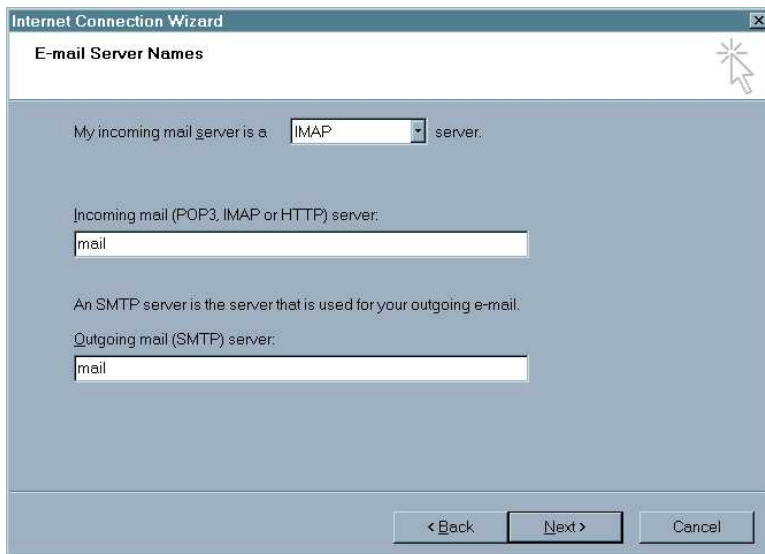 Internet Connection Wizard
E-mail Server Names
My incoming mail server is a IMAP server.
Incoming mail (POP3, IMAP or HTTP) server:
mail
An SMTP server is the server that is used for your outgoing e-mail.
Outgoing mail (SMTP) server:
mail
< Back Next > Cancel